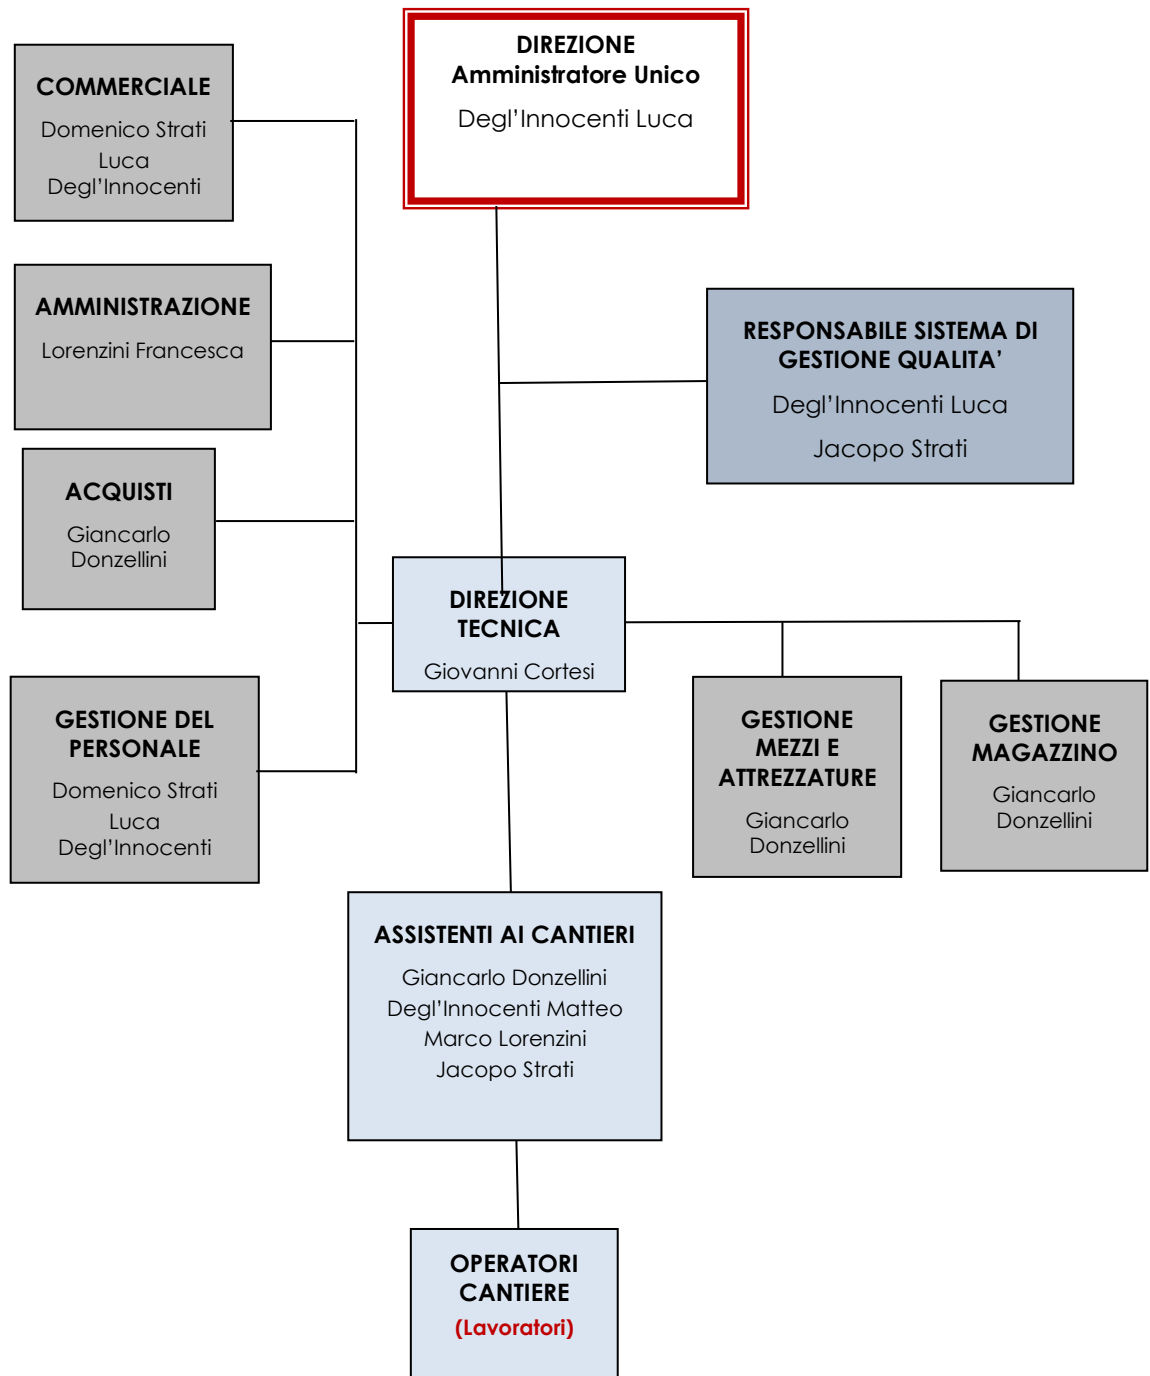 DIREZIONE
Amministratore Unico
Degl’Innocenti Luca
COMMERCIALE
Domenico Strati
Luca
Degl’Innocenti
AMMINISTRAZIONE
Lorenzini Francesca
RESPONSABILE SISTEMA DI
GESTIONE QUALITA’
Degl’Innocenti Luca
Jacopo Strati
ACQUISTI
Giancarlo
Donzellini
DIREZIONE
TECNICA
Giovanni Cortesi
GESTIONE DEL
PERSONALE
Domenico Strati
Luca
Degl’Innocenti
GESTIONE
MEZZI E
ATTREZZATURE
Giancarlo
Donzellini
GESTIONE
MAGAZZINO
Giancarlo
Donzellini
ASSISTENTI AI CANTIERI
Giancarlo Donzellini
Degl’Innocenti Matteo
Marco Lorenzini
Jacopo Strati
OPERATORI
CANTIERE
(Lavoratori)